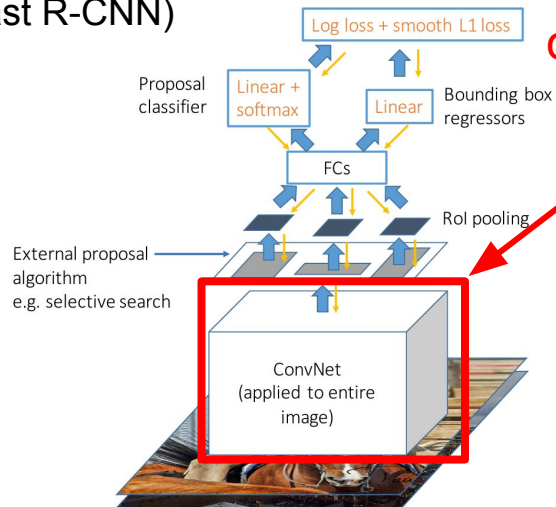 R-CNN)
Log loss + smooth L1 loss
Proposal
classifier
Linear +
softmax
Linear
Bounding box
regressors
FCs
RoI pooling
External proposal
algorithm
e.g. selective search
ConvNet
(applied to entire
image)